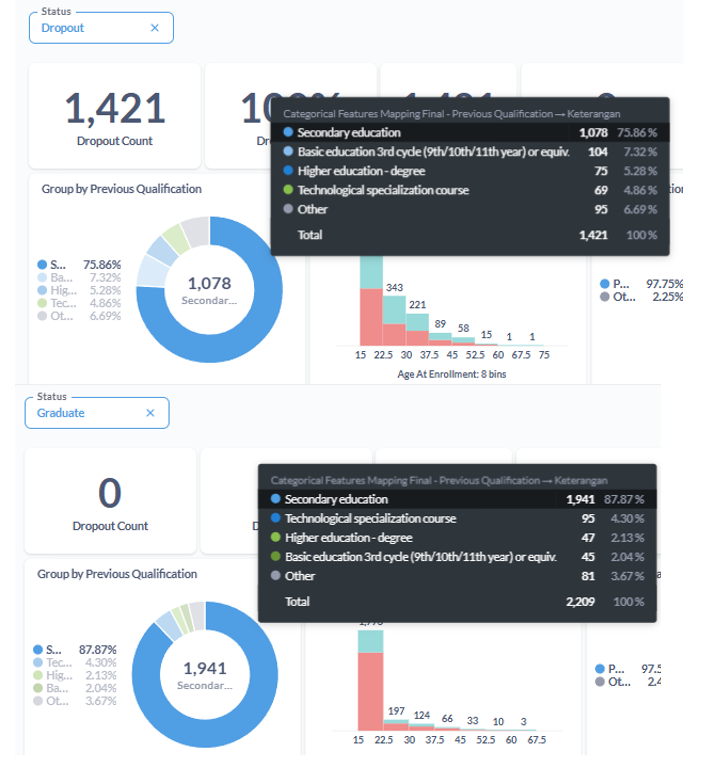 Status
Dropout ×
1,421
Dropout Count
Group by Previous Qualification
Categorical Features Mapping Final - Previous Qualification → Keterangan
Secondary education 1,078 75.86 %
Basic education 3rd cycle (9th/10th/11th year) or equiv. 104 7.32 %
Higher education - degree 75 5.28 %
Technological specialization course 69 4.86 %
Other 95 6.69 %
Total 1,421 100 %
S... 75.86%
Ba... 7.32%
Hig... 5.28%
Tec... 4.86%
Ot... 6.69%
1,078
Secondar...
343
221
89
58
15
1
1
15 22.5 30 37.5 45 52.5 60 67.5 75
Age At Enrollment: 8 bins
P... 97.75%
Ot... 2.25%
Status
Graduate ×
0
Dropout Count
Group by Previous Qualification
Categorical Features Mapping Final - Previous Qualification → Keterangan
Secondary education 1,941 87.87 %
Technological specialization course 95 4.30 %
Higher education - degree 47 2.13 %
Basic education 3rd cycle (9th/10th/11th year) or equiv. 45 2.04 %
Other 81 3.67 %
Total 2,209 100 %
S... 87.87%
Tec... 4.30%
Hig... 2.13%
Ba... 2.04%
Ot... 3.67%
1,941
Secondar...
197
124
66
33
10
3
15 22.5 30 37.5 45 52.5 60 67.5
P... 97.5
Ot... 2.4